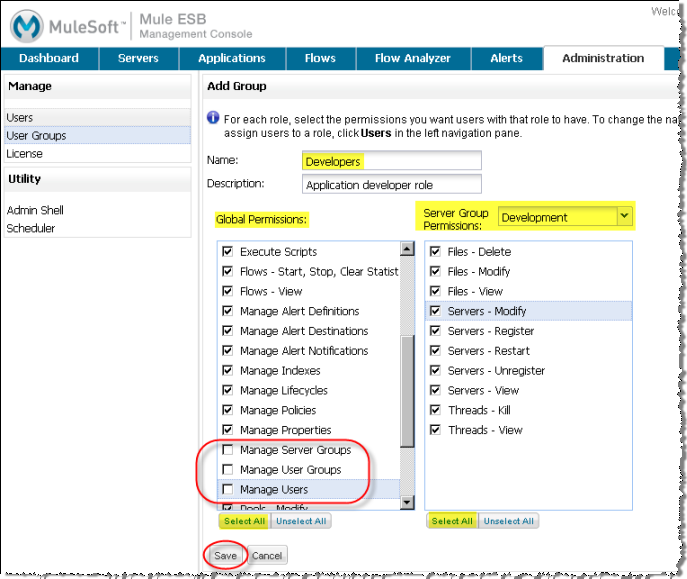 Welco
MuleSoft™ Mule ESB
Management Console
Dashboard Servers Applications Flows Flow Analyzer Alerts Administration
Manage
Users
User Groups
License
Utility
Admin Shell
Scheduler
Add Group
For each role, select the permissions you want users with that role to have. To change the na
assign users to a role, click Users in the left navigation pane.
Name: Developers
Description: Application developer role
Global Permissions:
Execute Scripts
Flows - Start, Stop, Clear Statist
Flows - View
Manage Alert Definitions
Manage Alert Destinations
Manage Alert Notifications
Manage Indexes
Manage Lifecycles
Manage Policies
Manage Properties
Manage Server Groups
Manage User Groups
Manage Users
Pools - Modify
Select All Unselect All
Server Group
Permissions: Development
Files - Delete
Files - Modify
Files - View
Servers - Modify
Servers - Register
Servers - Restart
Servers - Unregister
Servers - View
Threads - Kill
Threads - View
Select All Unselect All
Save Cancel